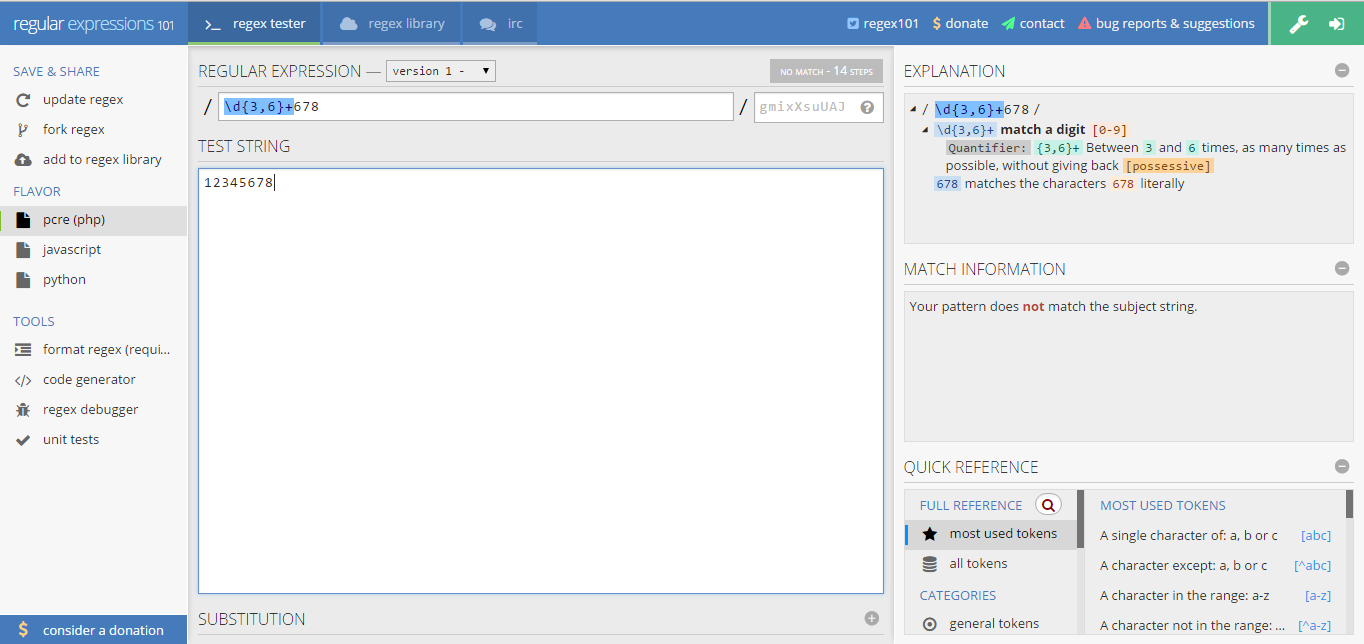 regular expressions 101
regex tester
regex library
irc
regex101
$ donate
contact
bug reports & suggestions
SAVE & SHARE
update regex
fork regex
add to regex library
FLAVOR
pcre (php)
javascript
python
TOOLS
format regex (requi...
code generator
regex debugger
unit tests
$ consider a donation
REGULAR EXPRESSION —
version 1 -
NO MATCH - 14 STEPS
/ \d{3,6}+678 / gmixXsuUAJ ?
TEST STRING
12345678
SUBSTITUTION
EXPLANATION
/ \d{3,6}+678 /
\d{3,6}+ match a digit [0-9]
Quantifier: {3,6}+ Between 3 and 6 times, as many times as
possible, without giving back [possessive]
678 matches the characters 678 literally
MATCH INFORMATION
Your pattern does not match the subject string.
QUICK REFERENCE
FULL REFERENCE
most used tokens
all tokens
CATEGORIES
general tokens
MOST USED TOKENS
A single character of: a, b or c [abc]
A character except: a, b or c [^abc]
A character in the range: a-z [a-z]
A character not in the range: ... [^a-z]